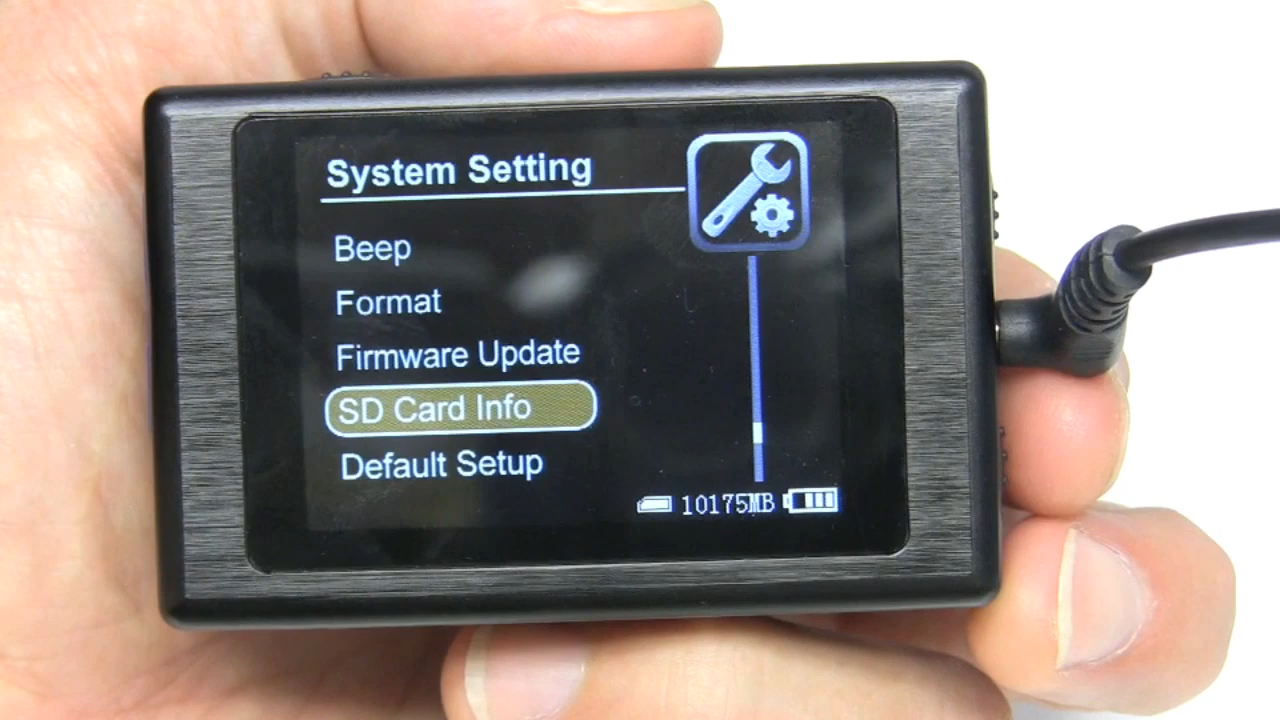 System Setting
Beep
Format
Firmware Update
SD Card Info
Default Setup
10175MB